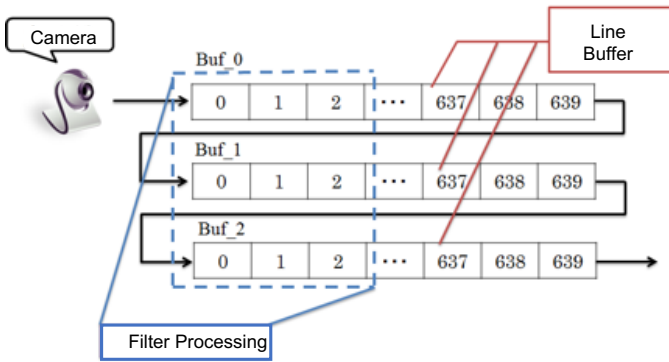 Camera
Line
Buffer
Buf_0
0 1 2 ··· 637 638 639
Buf_1
0 1 2 ··· 637 638 639
Buf_2
0 1 2 ··· 637 638 639
Filter Processing